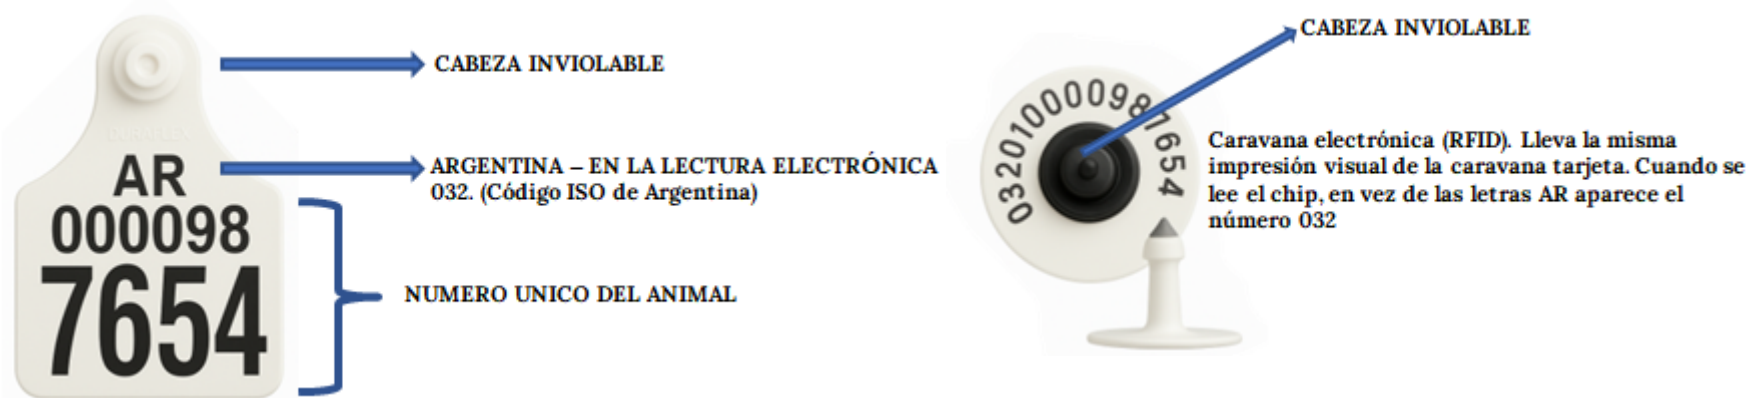 CABEZA INVIOLABLE
DURAFLEX
AR
000098
7654
ARGENTINA – EN LA LECTURA ELECTRÓNICA
032. (Código ISO de Argentina)
NUMERO UNICO DEL ANIMAL
CABEZA INVIOLABLE
032010000987654
Caravana electrónica (RFID). Lleva la misma
impresión visual de la caravana tarjeta. Cuando se
lee el chip, en vez de las letras AR aparece el
número 032